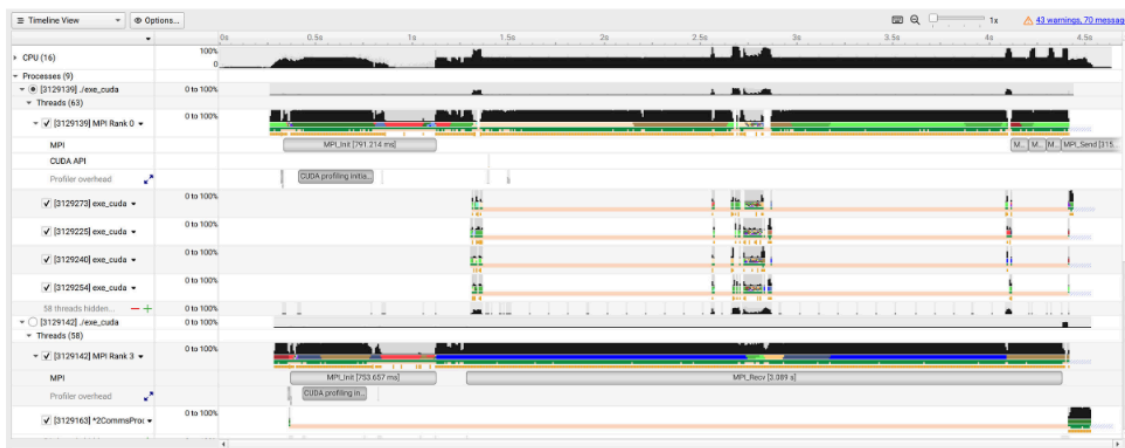 Timeline View
Options...
1x
43 warnings, 70 messag
0s 0.5s 1s 1.5s 2s 2.5s 3s 3.5s 4s 4.5s
CPU (16) 100%
0
Processes (9)
[3129139] ./exe_cuda 0 to 100%
Threads (63)
[3129139] MPI Rank 0 0 to 100%
MPI MPI_Init [791.214 ms] M... M... M... MPI_Send [315
CUDA API
Profiler overhead CUDA profiling initia...
[3129273] exe_cuda 0 to 100%
[3129225] exe_cuda 0 to 100%
[3129240] exe_cuda 0 to 100%
[3129254] exe_cuda 0 to 100%
58 threads hidden... 0 to 100%
[3129142] ./exe_cuda 0 to 100%
Threads (58)
[3129142] MPI Rank 3 0 to 100%
MPI MPI_Init [753.657 ms] MPI_Recv [3.089 s]
Profiler overhead CUDA profiling in...
[3129163] *2CommsProc 0 to 100%